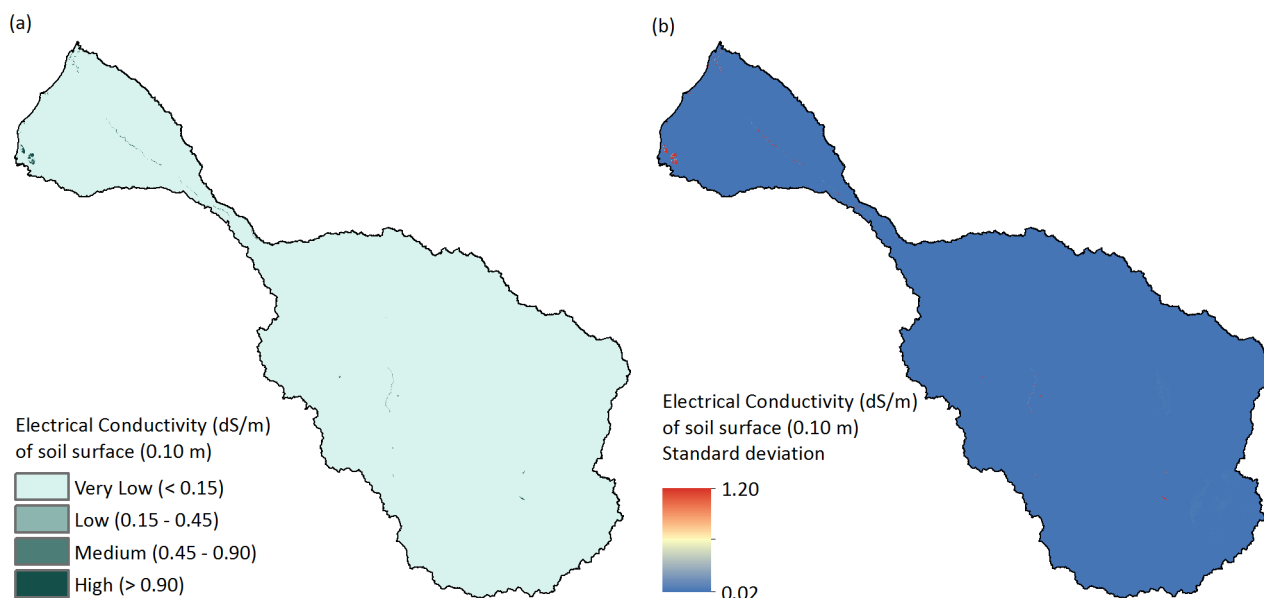 (a)
Electrical Conductivity (dS/m)
of soil surface (0.10 m)
Very Low (< 0.15)
Low (0.15 - 0.45)
Medium (0.45 - 0.90)
High (> 0.90)
(b)
Electrical Conductivity (dS/m)
of soil surface (0.10 m)
Standard deviation
1.20
0.02